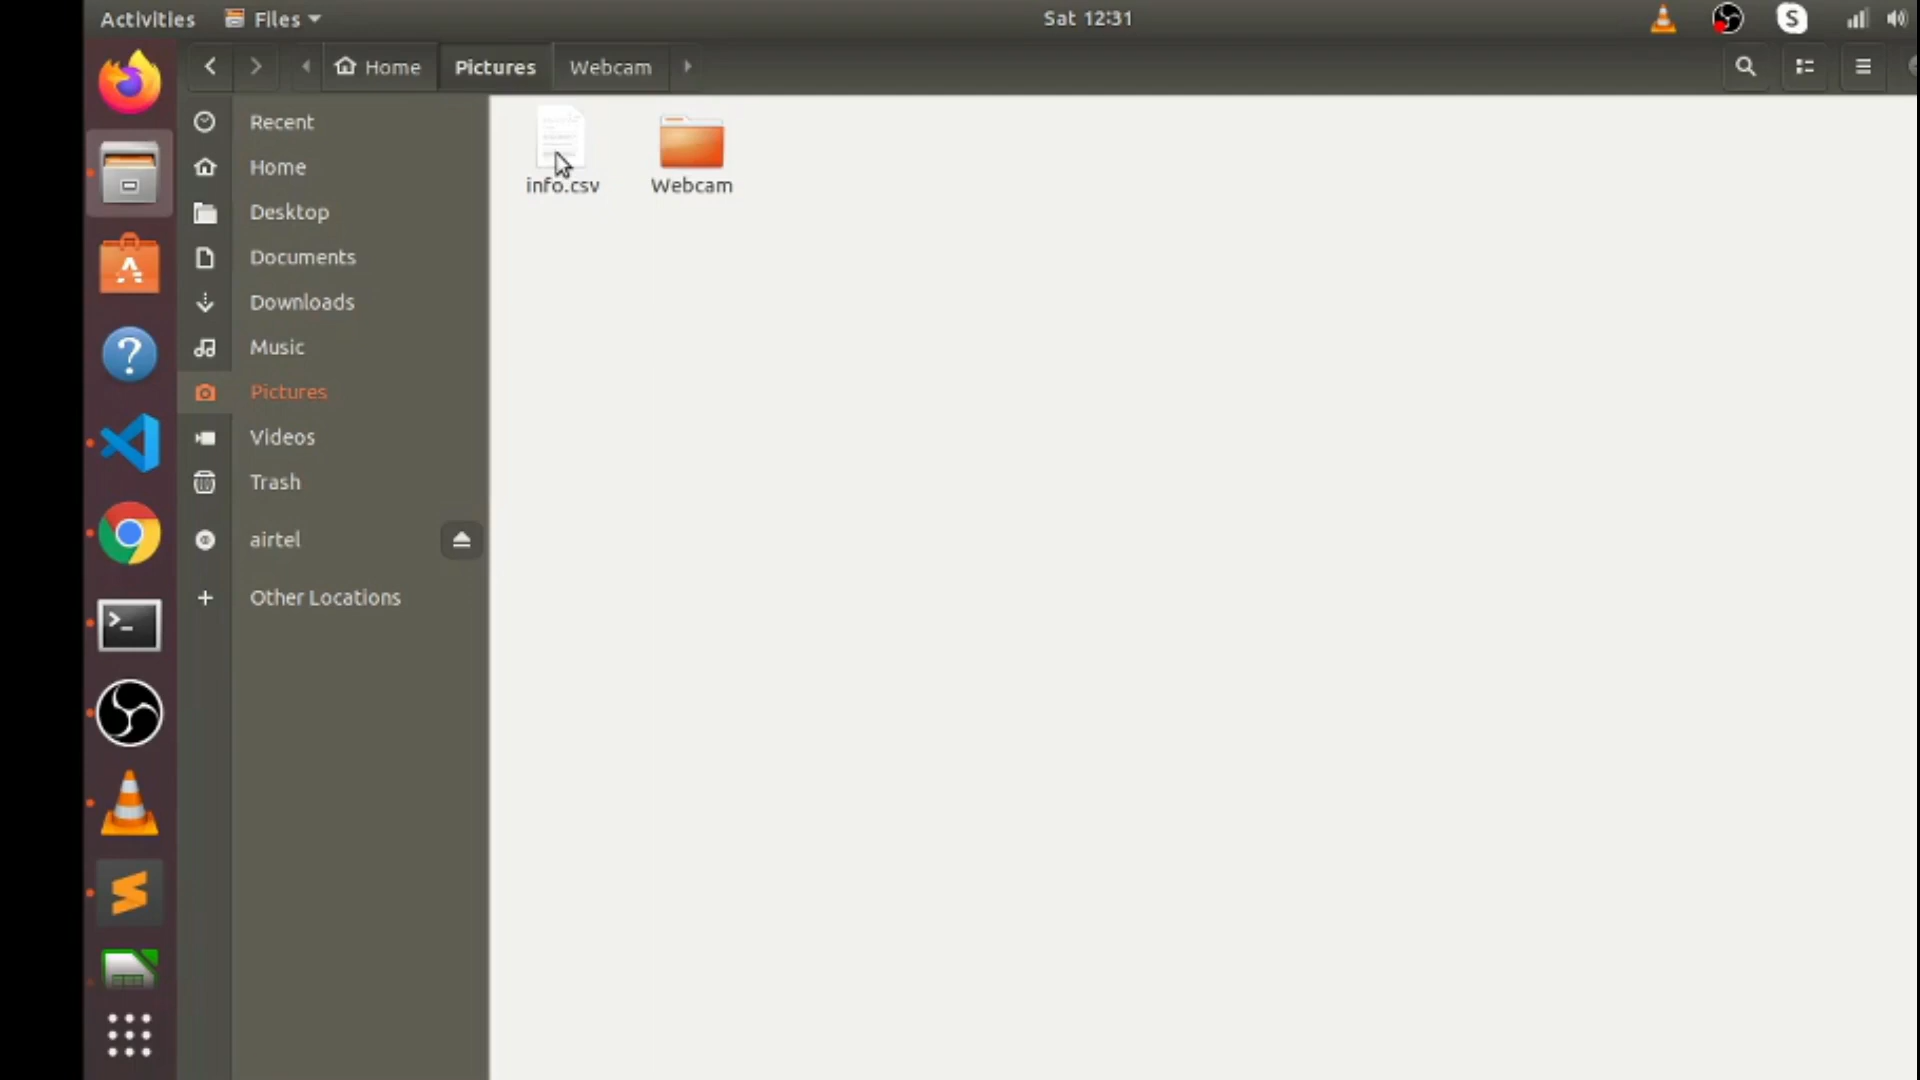 Activities Files Sat 12:31 S
Home Pictures Webcam
Recent
Home
Desktop
Documents
Downloads
Music
Pictures
Videos
Trash
airtel
Other Locations
info.csv Webcam